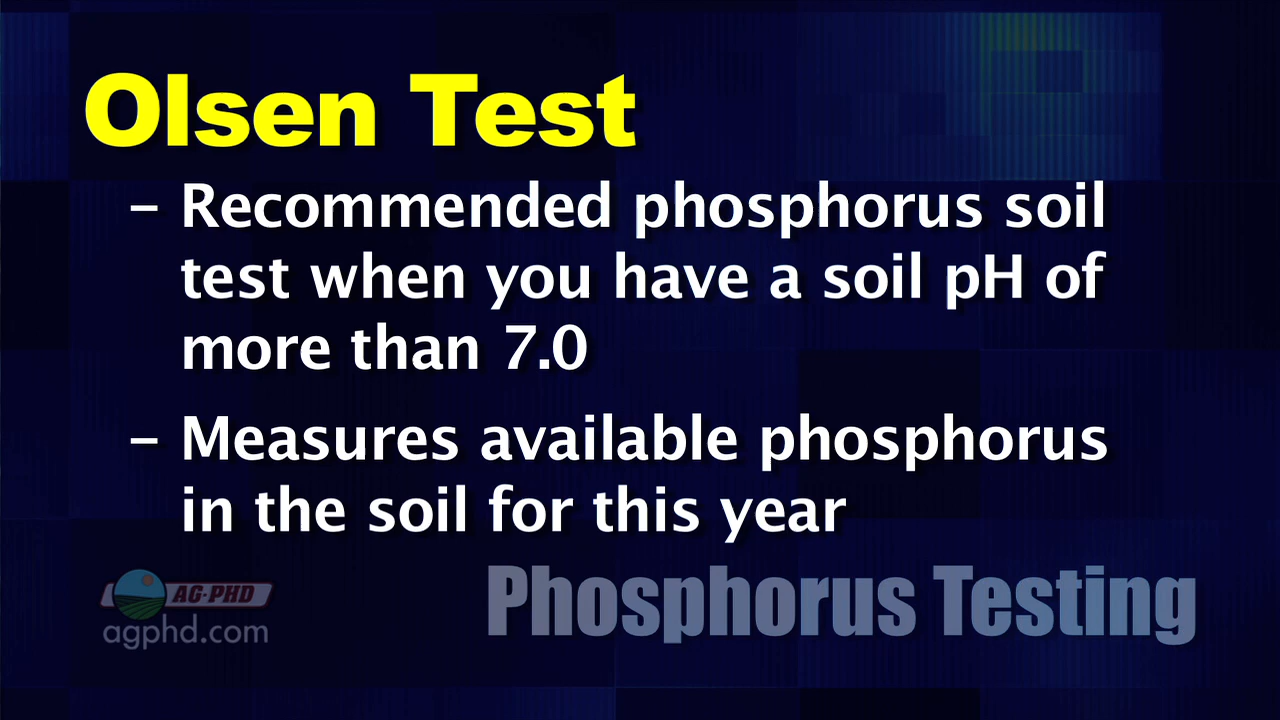 Olsen Test
– Recommended phosphorus soil
test when you have a soil pH of
more than 7.0
– Measures available phosphorus
in the soil for this year
AG·PHD
agphd.com
Phosphorus Testing